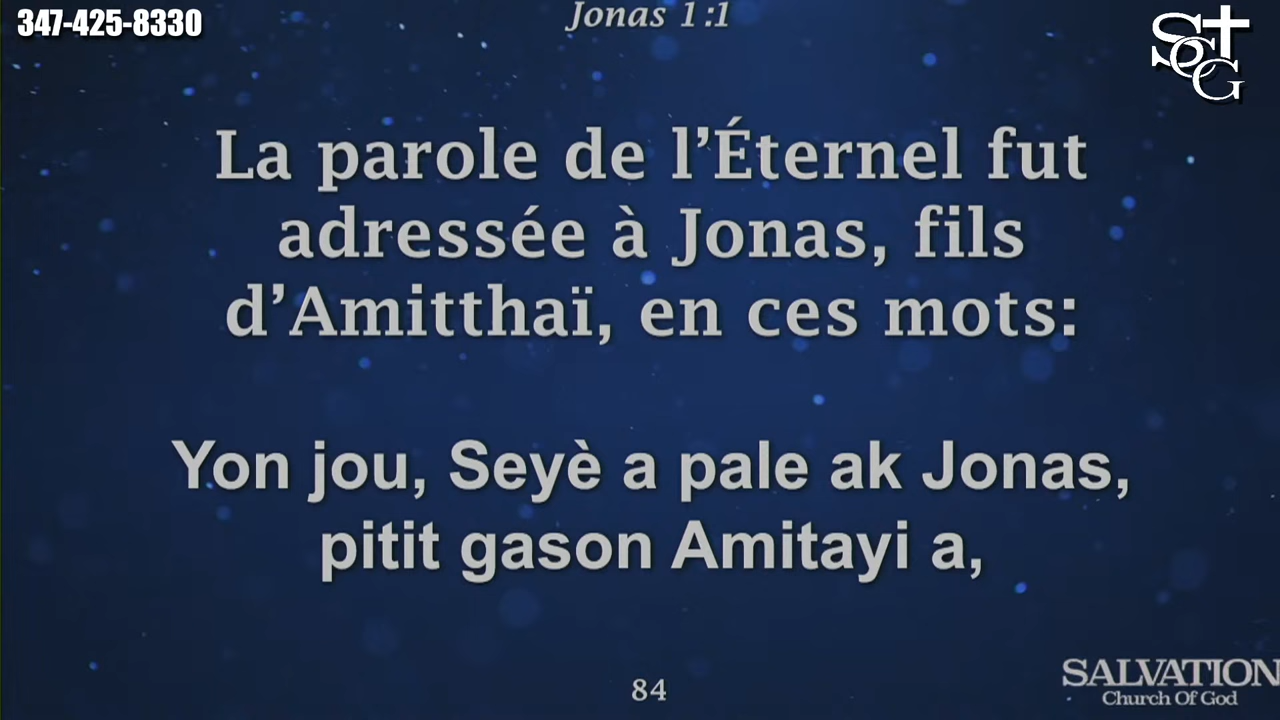 347-425-8330
Jonas 1:1
SCG
La parole de l’Éternel fut
adressée à Jonas, fils
d’Amitthaï, en ces mots:
Yon jou, Seyè a pale ak Jonas,
pitit gason Amitayi a,
84
SALVATION
Church Of God